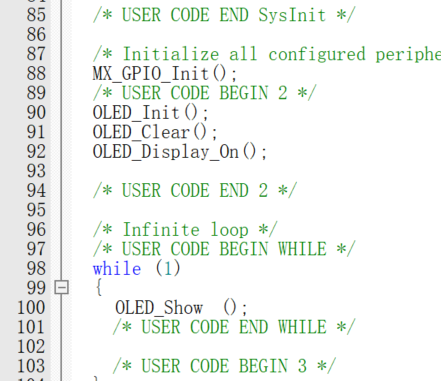 85 /* USER CODE END SysInit */
86
87 /* Initialize all configured
88 MX_GPIO_Init();
89 /* USER CODE BEGIN 2 */
90 OLED_Init();
91 OLED_Clear();
92 OLED_Display_On();
93
94 /* USER CODE END 2 */
95
96 /* Infinite loop */
97 /* USER CODE BEGIN WHILE */
98 while (1)
99 {
100 OLED_Show ();
101 /* USER CODE END WHILE */
102
103 /* USER CODE BEGIN 3 */